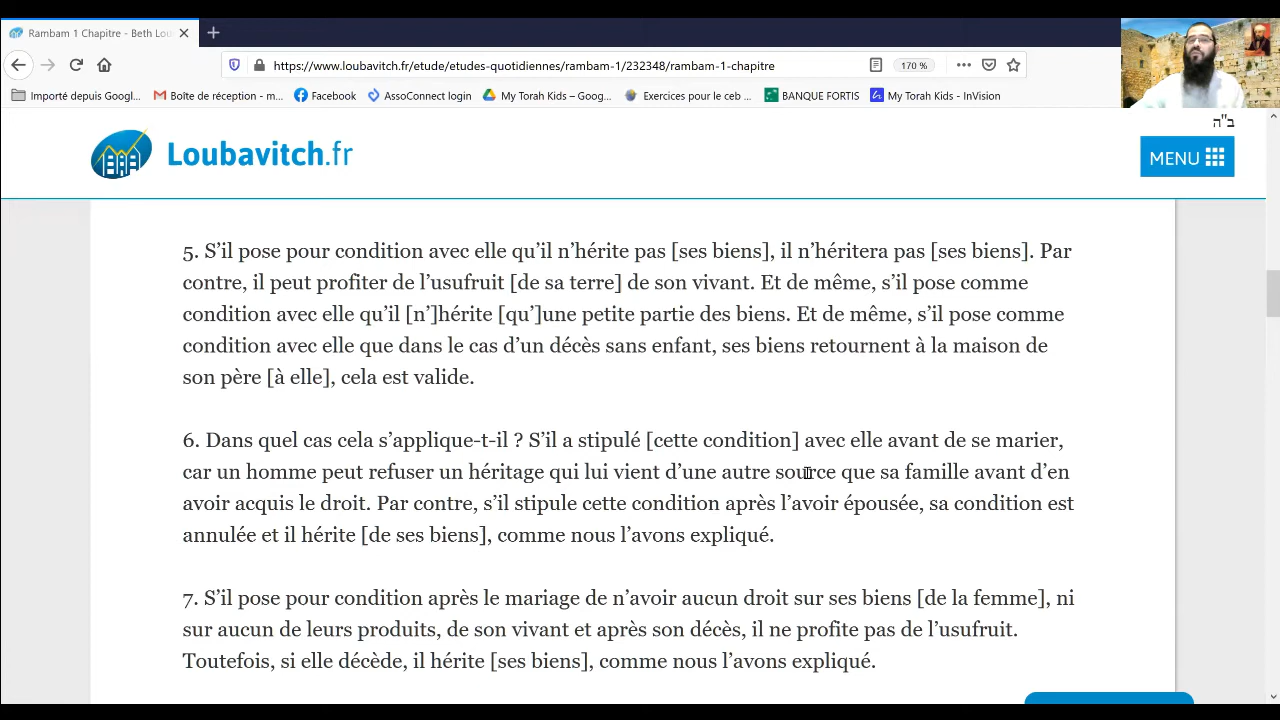 Rambam 1 Chapitre - Beth Lou
https://www.loubavitch.fr/etude/etudes-quotidiennes/rambam-1/232348/rambam-1-chapitre
170 %
Importé depuis Googl... Boîte de réception - m... Facebook AssoConnect login My Torah Kids – Goog... Exercices pour le ceb ... BANQUE FORTIS My Torah Kids - InVision
ב"ה
Loubavitch.fr
MENU
5. S’il pose pour condition avec elle qu’il n’hérite pas [ses biens], il n’héritera pas [ses biens]. Par
contre, il peut profiter de l’usufruit [de sa terre] de son vivant. Et de même, s’il pose comme
condition avec elle qu’il [n’]hérite [qu’]une petite partie des biens. Et de même, s’il pose comme
condition avec elle que dans le cas d’un décès sans enfant, ses biens retournent à la maison de
son père [à elle], cela est valide.
6. Dans quel cas cela s’applique-t-il ? S’il a stipulé [cette condition] avec elle avant de se marier,
car un homme peut refuser un héritage qui lui vient d’une autre source que sa famille avant d’en
avoir acquis le droit. Par contre, s’il stipule cette condition après l’avoir épousée, sa condition est
annulée et il hérite [de ses biens], comme nous l’avons expliqué.
7. S’il pose pour condition après le mariage de n’avoir aucun droit sur ses biens [de la femme], ni
sur aucun de leurs produits, de son vivant et après son décès, il ne profite pas de l’usufruit.
Toutefois, si elle décède, il hérite [ses biens], comme nous l’avons expliqué.